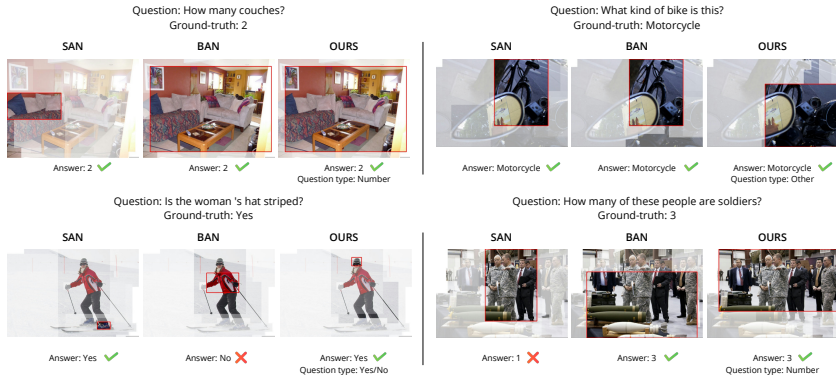 Question: How many couches?
Ground-truth: 2
SAN BAN OURS
Answer: 2 Answer: 2 Answer: 2
Question type: Number
Question: What kind of bike is this?
Ground-truth: Motorcycle
SAN BAN OURS
Answer: Motorcycle Answer: Motorcycle Answer: Motorcycle
Question type: Other
Question: Is the woman 's hat striped?
Ground-truth: Yes
SAN BAN OURS
Answer: Yes Answer: No Answer: Yes
Question type: Yes/No
Question: How many of these people are soldiers?
Ground-truth: 3
SAN BAN OURS
Answer: 1 Answer: 3 Answer: 3
Question type: Number